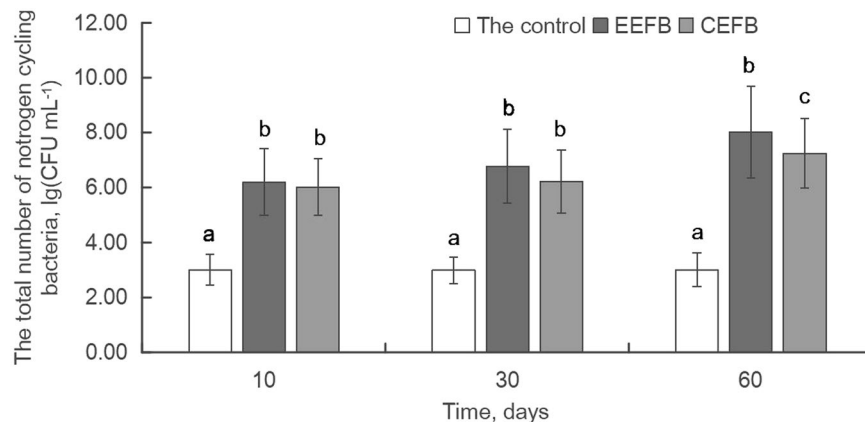 The total number of notrogen cycling
bacteria, lg(CFU mL⁻¹)
12.00
10.00
8.00
6.00
4.00
2.00
0.00
The control EEFB CEFB
a b b
a b b
a b c
10 30 60
Time, days